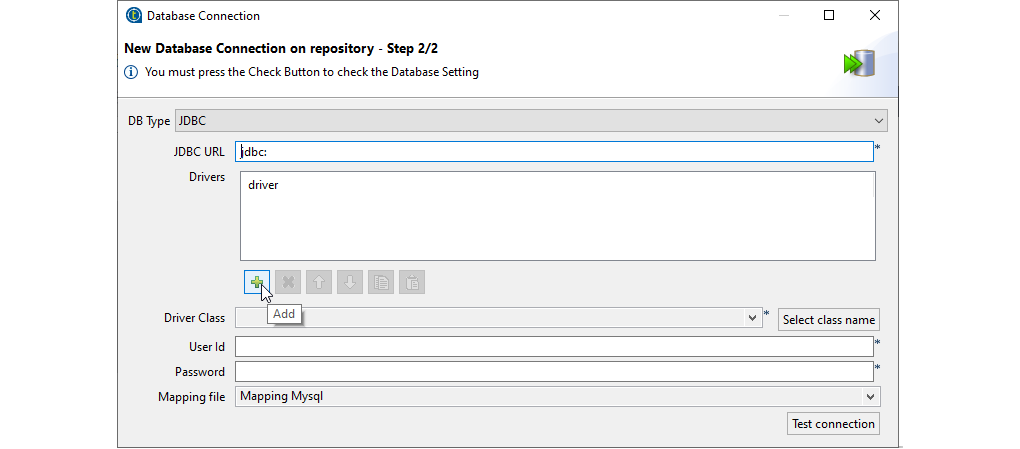 Database Connection
New Database Connection on repository - Step 2/2
You must press the Check Button to check the Database Setting
DB Type JDBC
JDBC URL jdbc: *
Drivers
driver
Add
Driver Class * Select class name
User Id *
Password *
Mapping file Mapping Mysql
Test connection